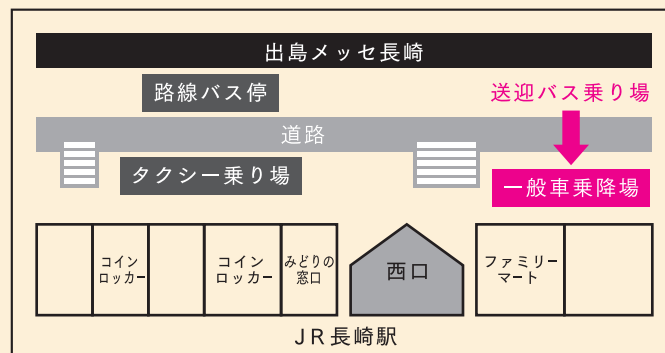 出島メッセ長崎
路線バス停
送迎バス乗り場
道路
タクシー乗り場
一般車乗降場
コイン
ロッカー
コイン
ロッカー
みどりの
窓口
西口
ファミリー
マート
JR長崎駅